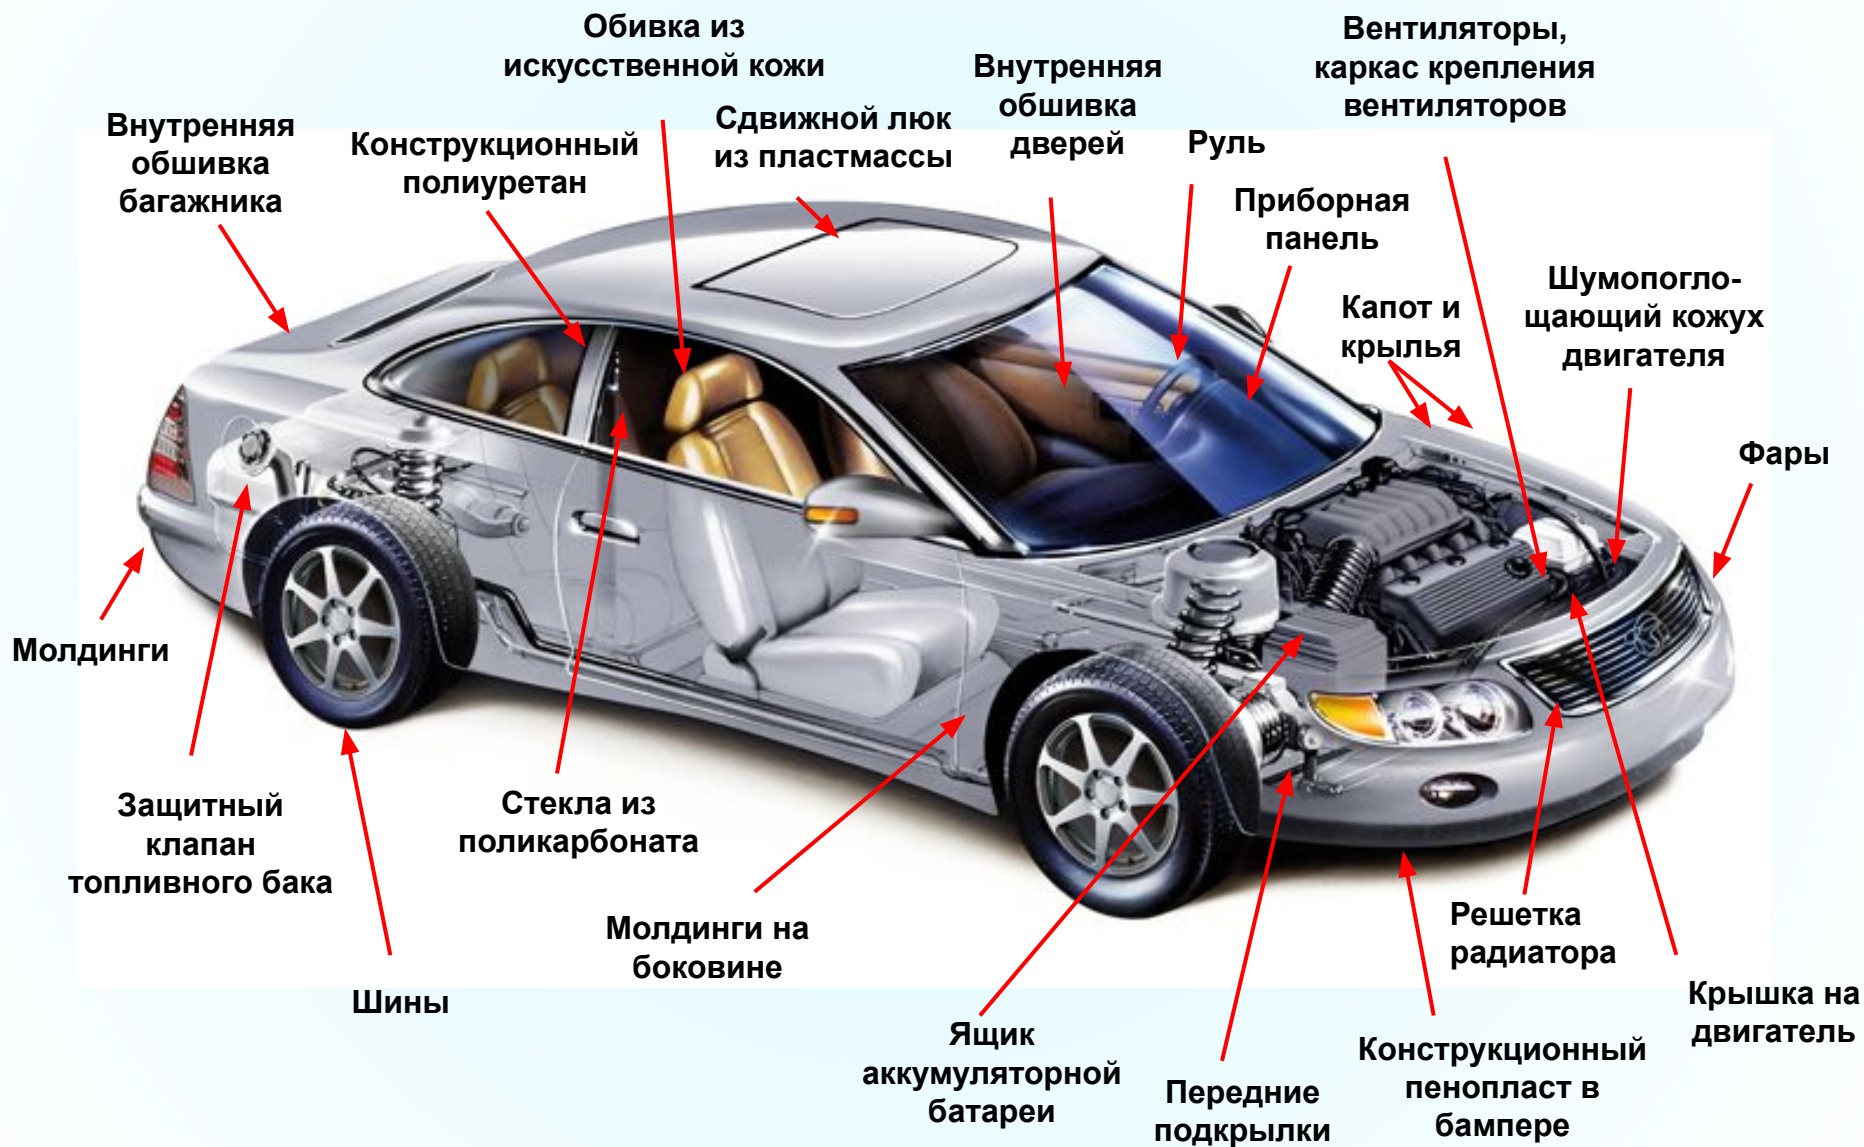 Обивка из
искусственной кожи
Вентиляторы,
каркас крепления
вентиляторов
Внутренняя
обшивка
дверей
Внутренняя
обшивка
багажника
Конструкционный
полиуретан
Сдвижной люк
из пластмассы
Руль
Приборная
панель
Капот и
крылья
Шумопогло-
щающий кожух
двигателя
Фары
Молдинги
Защитный
клапан
топливного бака
Стекла из
поликарбоната
Шины
Молдинги на
боковине
Ящик
аккумуляторной
батареи
Передние
подкрылки
Конструкционный
пенопласт в
бампере
Решетка
радиатора
Крышка на
двигатель